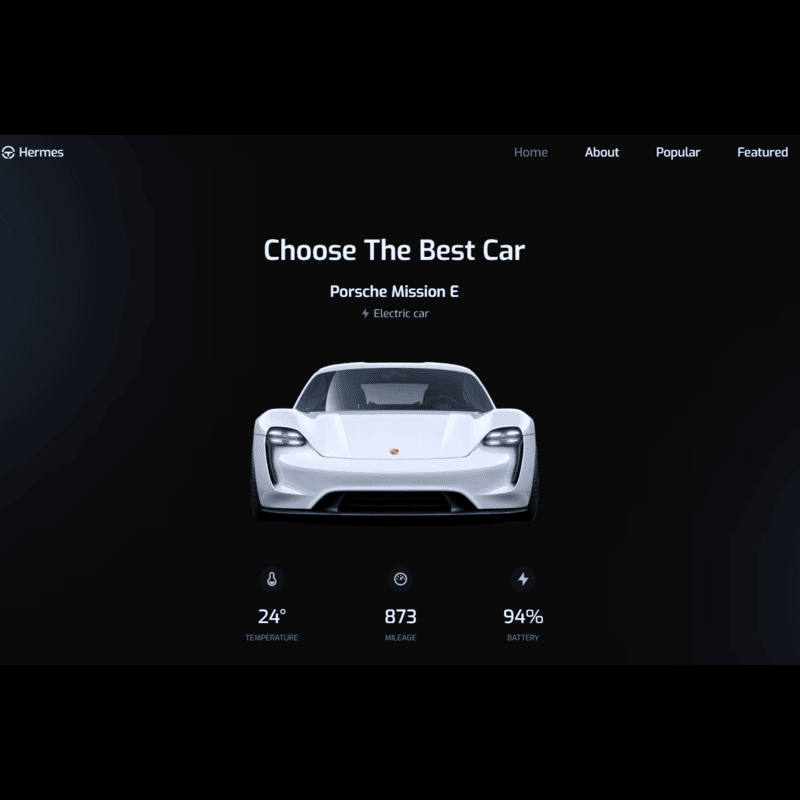 Hermes Home About Popular Featured
Choose The Best Car
Porsche Mission E
Electric car
24° 873 94%
TEMPERATURE MILEAGE BATTERY